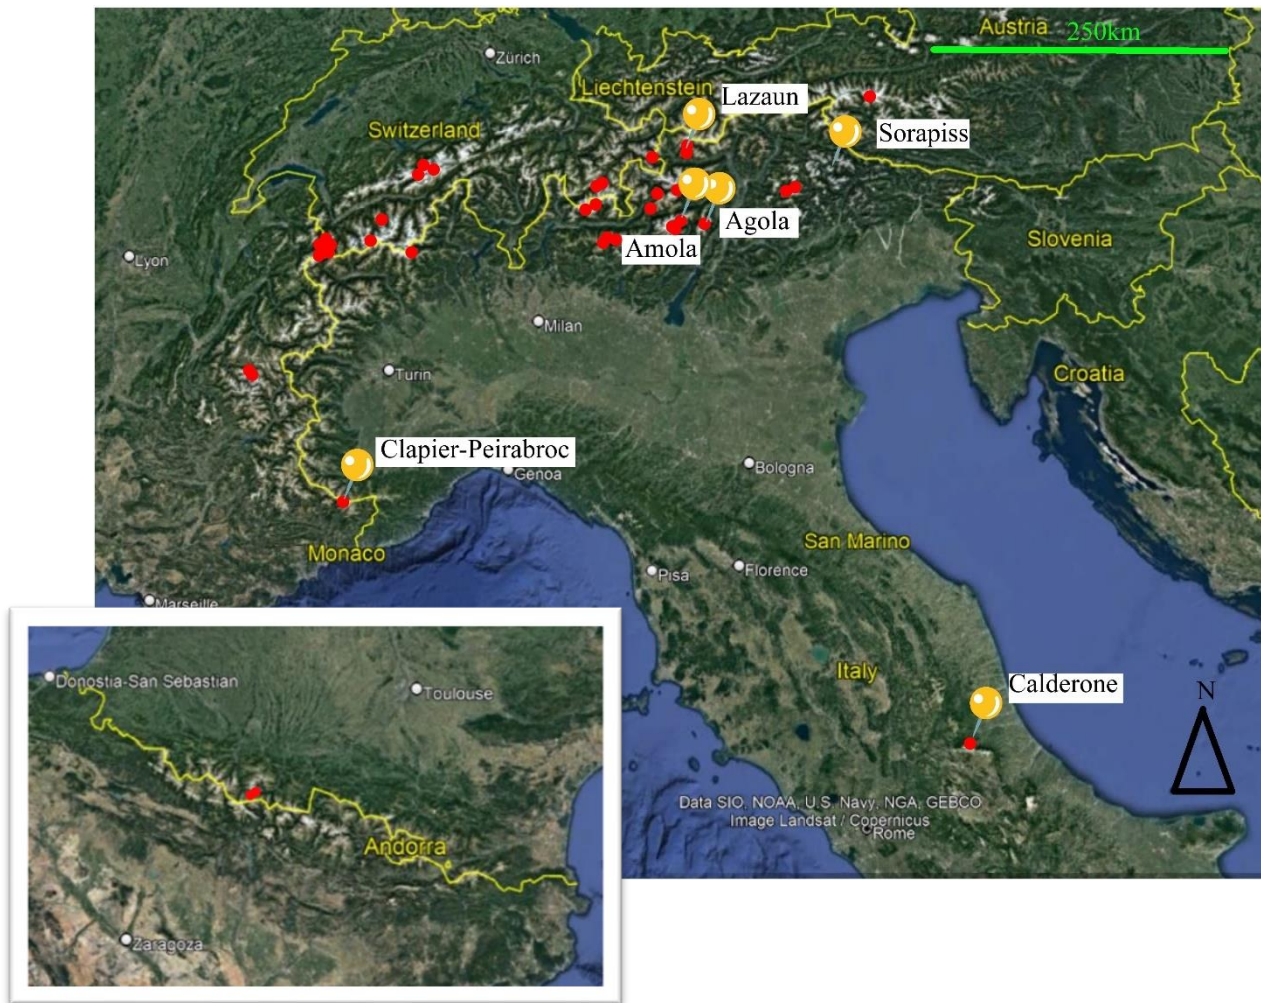 Austria
250km
Zürich
Liechtenstein
Lazaun
Switzerland
Sorapiss
Agola
Slovenia
Amola
Lyon
Milan
Turin
Croatia
Clapier-Peirabroc
Bologna
Genoa
San Marino
Monaco
Pisa
Florence
Marseille
Italy
Calderone
N
Data SIO, NOAA, U.S. Navy, NGA, GEBCO
Image Landsat / Copernicus
Rome
Donostia-San Sebastian
Toulouse
Andorra
Zaragoza